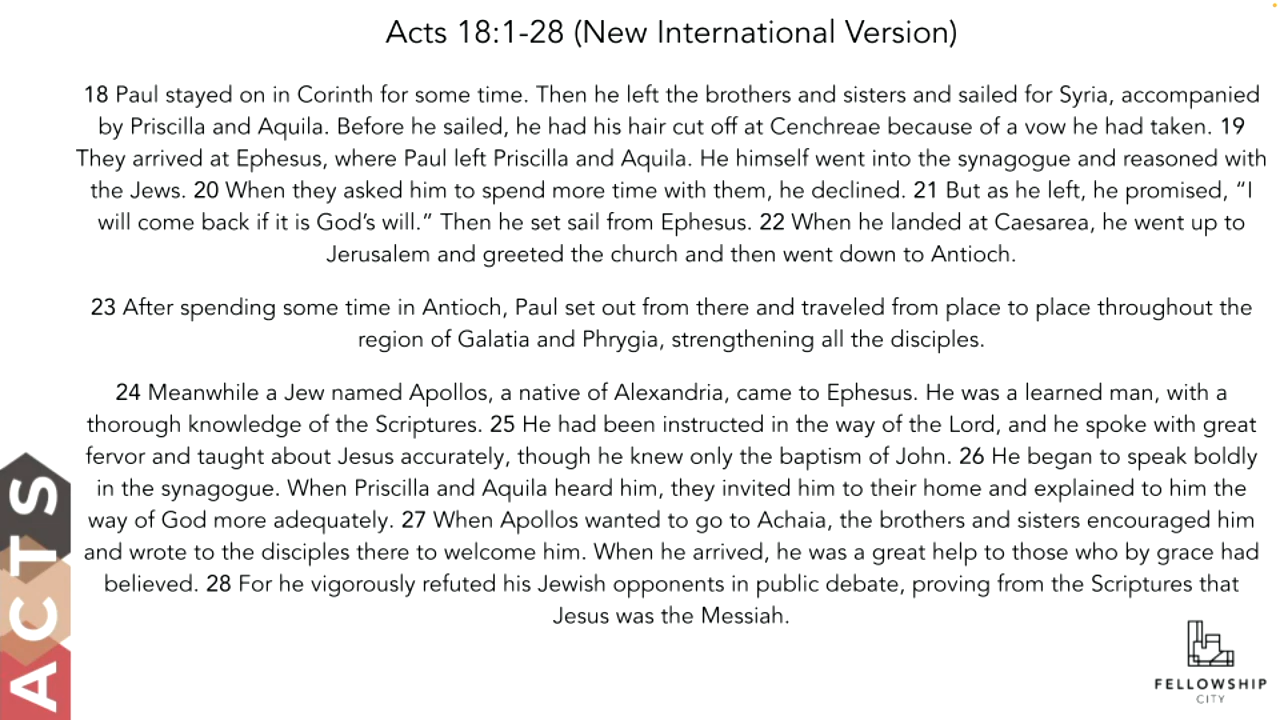 Acts 18:1-28 (New International Version)
18 Paul stayed on in Corinth for some time. Then he left the brothers and sisters and sailed for Syria, accompanied
by Priscilla and Aquila. Before he sailed, he had his hair cut off at Cenchreae because of a vow he had taken. 19
They arrived at Ephesus, where Paul left Priscilla and Aquila. He himself went into the synagogue and reasoned with
the Jews. 20 When they asked him to spend more time with them, he declined. 21 But as he left, he promised, “I
will come back if it is God’s will.” Then he set sail from Ephesus. 22 When he landed at Caesarea, he went up to
Jerusalem and greeted the church and then went down to Antioch.
23 After spending some time in Antioch, Paul set out from there and traveled from place to place throughout the
region of Galatia and Phrygia, strengthening all the disciples.
24 Meanwhile a Jew named Apollos, a native of Alexandria, came to Ephesus. He was a learned man, with a
thorough knowledge of the Scriptures. 25 He had been instructed in the way of the Lord, and he spoke with great
fervor and taught about Jesus accurately, though he knew only the baptism of John. 26 He began to speak boldly
in the synagogue. When Priscilla and Aquila heard him, they invited him to their home and explained to him the
way of God more adequately. 27 When Apollos wanted to go to Achaia, the brothers and sisters encouraged him
and wrote to the disciples there to welcome him. When he arrived, he was a great help to those who by grace had
believed. 28 For he vigorously refuted his Jewish opponents in public debate, proving from the Scriptures that
Jesus was the Messiah.
ACTS
FELLOWSHIP
CITY